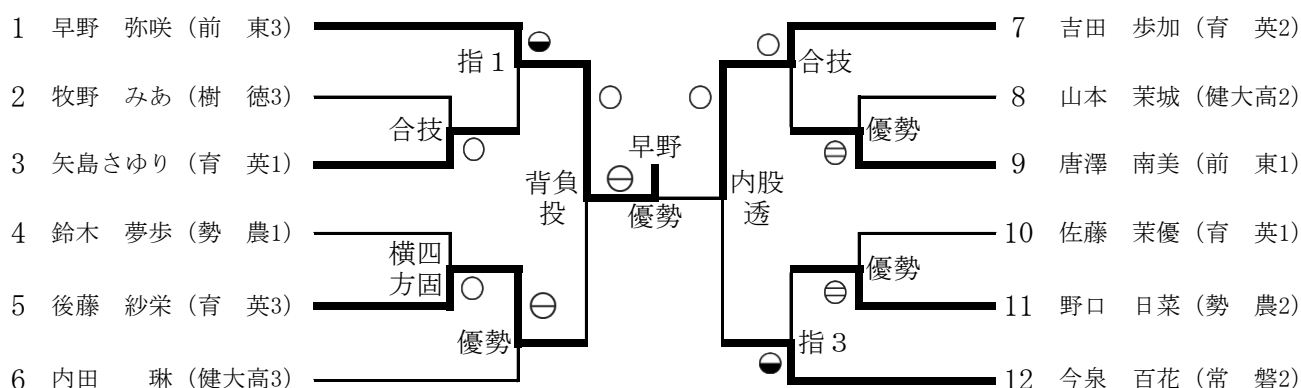 1 早野 弥咲（前 東3）
2 牧野 みあ（樹 徳3）
3 矢島さゆり（育 英1）
4 鈴木 夢歩（勢 農1）
5 後藤 紗栄（育 英3）
6 内田 琳（健大高3）
指１
合技
横四
方固
優勢
背負
投
早野
優勢
内股
透
合技
優勢
優勢
指３
7 吉田 歩加（育 英2）
8 山本 茉城（健大高2）
9 唐澤 南美（前 東1）
10 佐藤 茉優（育 英1）
11 野口 日菜（勢 農2）
12 今泉 百花（常 磐2）